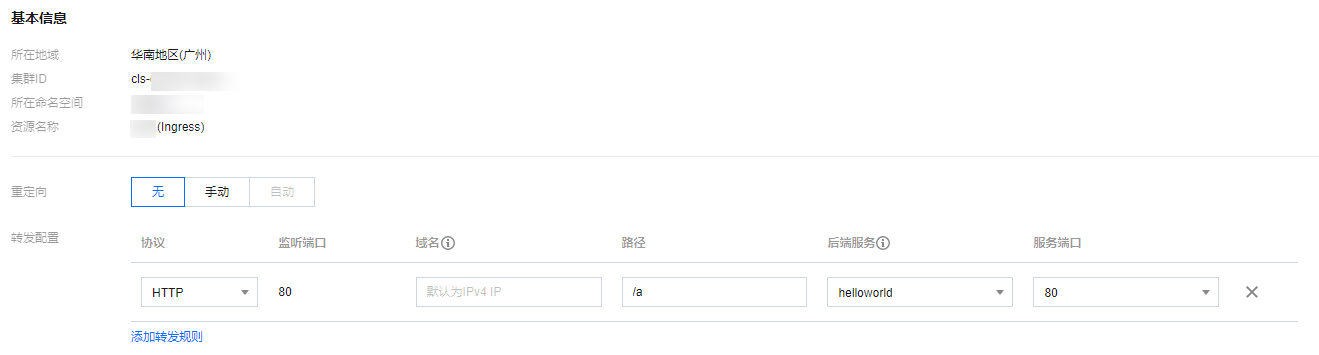 基本信息
所在地域 华南地区(广州)
集群ID cls-
所在命名空间
资源名称 (Ingress)
重定向 无 手动 自动
转发配置 协议 监听端口 域名 路径 后端服务 服务端口
HTTP 80 默认为IPv4 IP /a helloworld 80
添加转发规则